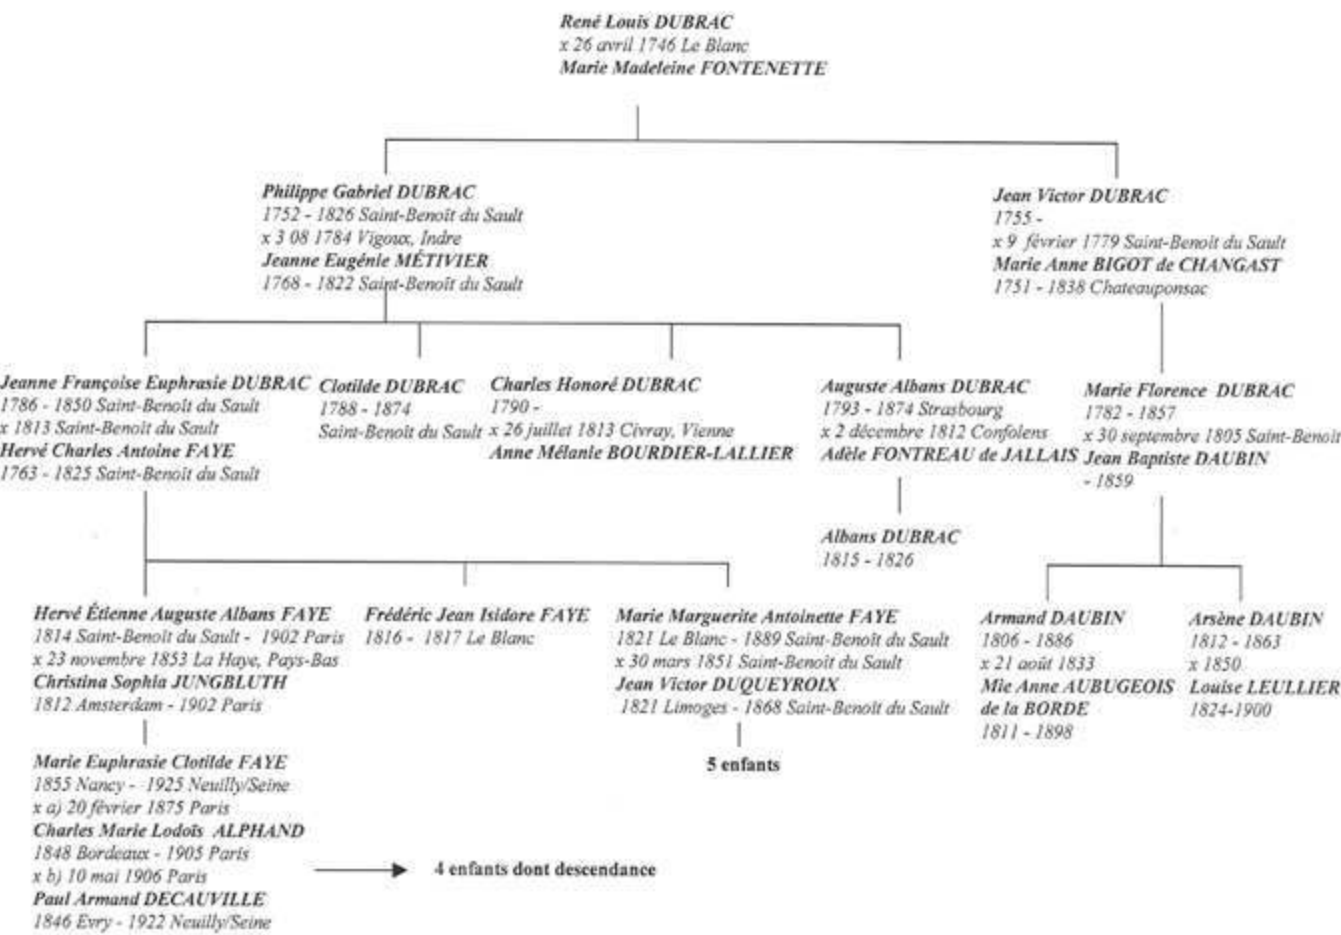 René Louis DUBRAC
x 26 avril 1746 Le Blanc
Marie Madeleine FONTENETTE
Philippe Gabriel DUBRAC
1752 - 1826 Saint-Benoît du Sault
x 3 08 1784 Vigoux, Indre
Jeanne Eugénie MÉTIVIER
1768 - 1822 Saint-Benoît du Sault
Jean Victor DUBRAC
1755 -
x 9 février 1779 Saint-Benoit du Sault
Marie Anne BIGOT de CHANGAST
1751 - 1838 Chateauponsac
Jeanne Françoise Euphrasie DUBRAC
1786 - 1850 Saint-Benoît du Sault
x 1813 Saint-Benoît du Sault
Hervé Charles Antoine FAYE
1763 - 1825 Saint-Benoît du Sault
Clotilde DUBRAC
1788 - 1874
Saint-Benoît du Sault
Charles Honoré DUBRAC
1790 -
x 26 juillet 1813 Civray, Vienne
Anne Mélanie BOURDIER-LALLIER
Auguste Albans DUBRAC
1793 - 1874 Strasbourg
x 2 décembre 1812 Confolens
Adèle FONTREAU de JALLAIS
Marie Florence DUBRAC
1782 - 1857
x 30 septembre 1805 Saint-Benoit
Jean Baptiste DAUBIN
- 1859
Albans DUBRAC
1815 - 1826
Hervé Étienne Auguste Albans FAYE
1814 Saint-Benoît du Sault - 1902 Paris
x 23 novembre 1853 La Haye, Pays-Bas
Christina Sophia JUNGBLUTH
1812 Amsterdam - 1902 Paris
Frédéric Jean Isidore FAYE
1816 - 1817 Le Blanc
Marie Marguerite Antoinette FAYE
1821 Le Blanc - 1889 Saint-Benoît du Sault
x 30 mars 1851 Saint-Benoît du Sault
Jean Victor DUQUEYROIX
1821 Limoges - 1868 Saint-Benoît du Sault
5 enfants
Armand DAUBIN
1806 - 1886
x 21 août 1833
Mie Anne AUBUGEOIS
de la BORDE
1811 - 1898
Arsène DAUBIN
1812 - 1863
x 1850
Louise LEULLIER
1824-1900
Marie Euphrasie Clotilde FAYE
1855 Nancy - 1925 Neuilly/Seine
x a) 20 février 1875 Paris
Charles Marie Lodoïs ALPHAND
1848 Bordeaux - 1905 Paris
x b) 10 mai 1906 Paris
Paul Armand DECAUVILLE
1846 Evry - 1922 Neuilly/Seine
4 enfants dont descendance